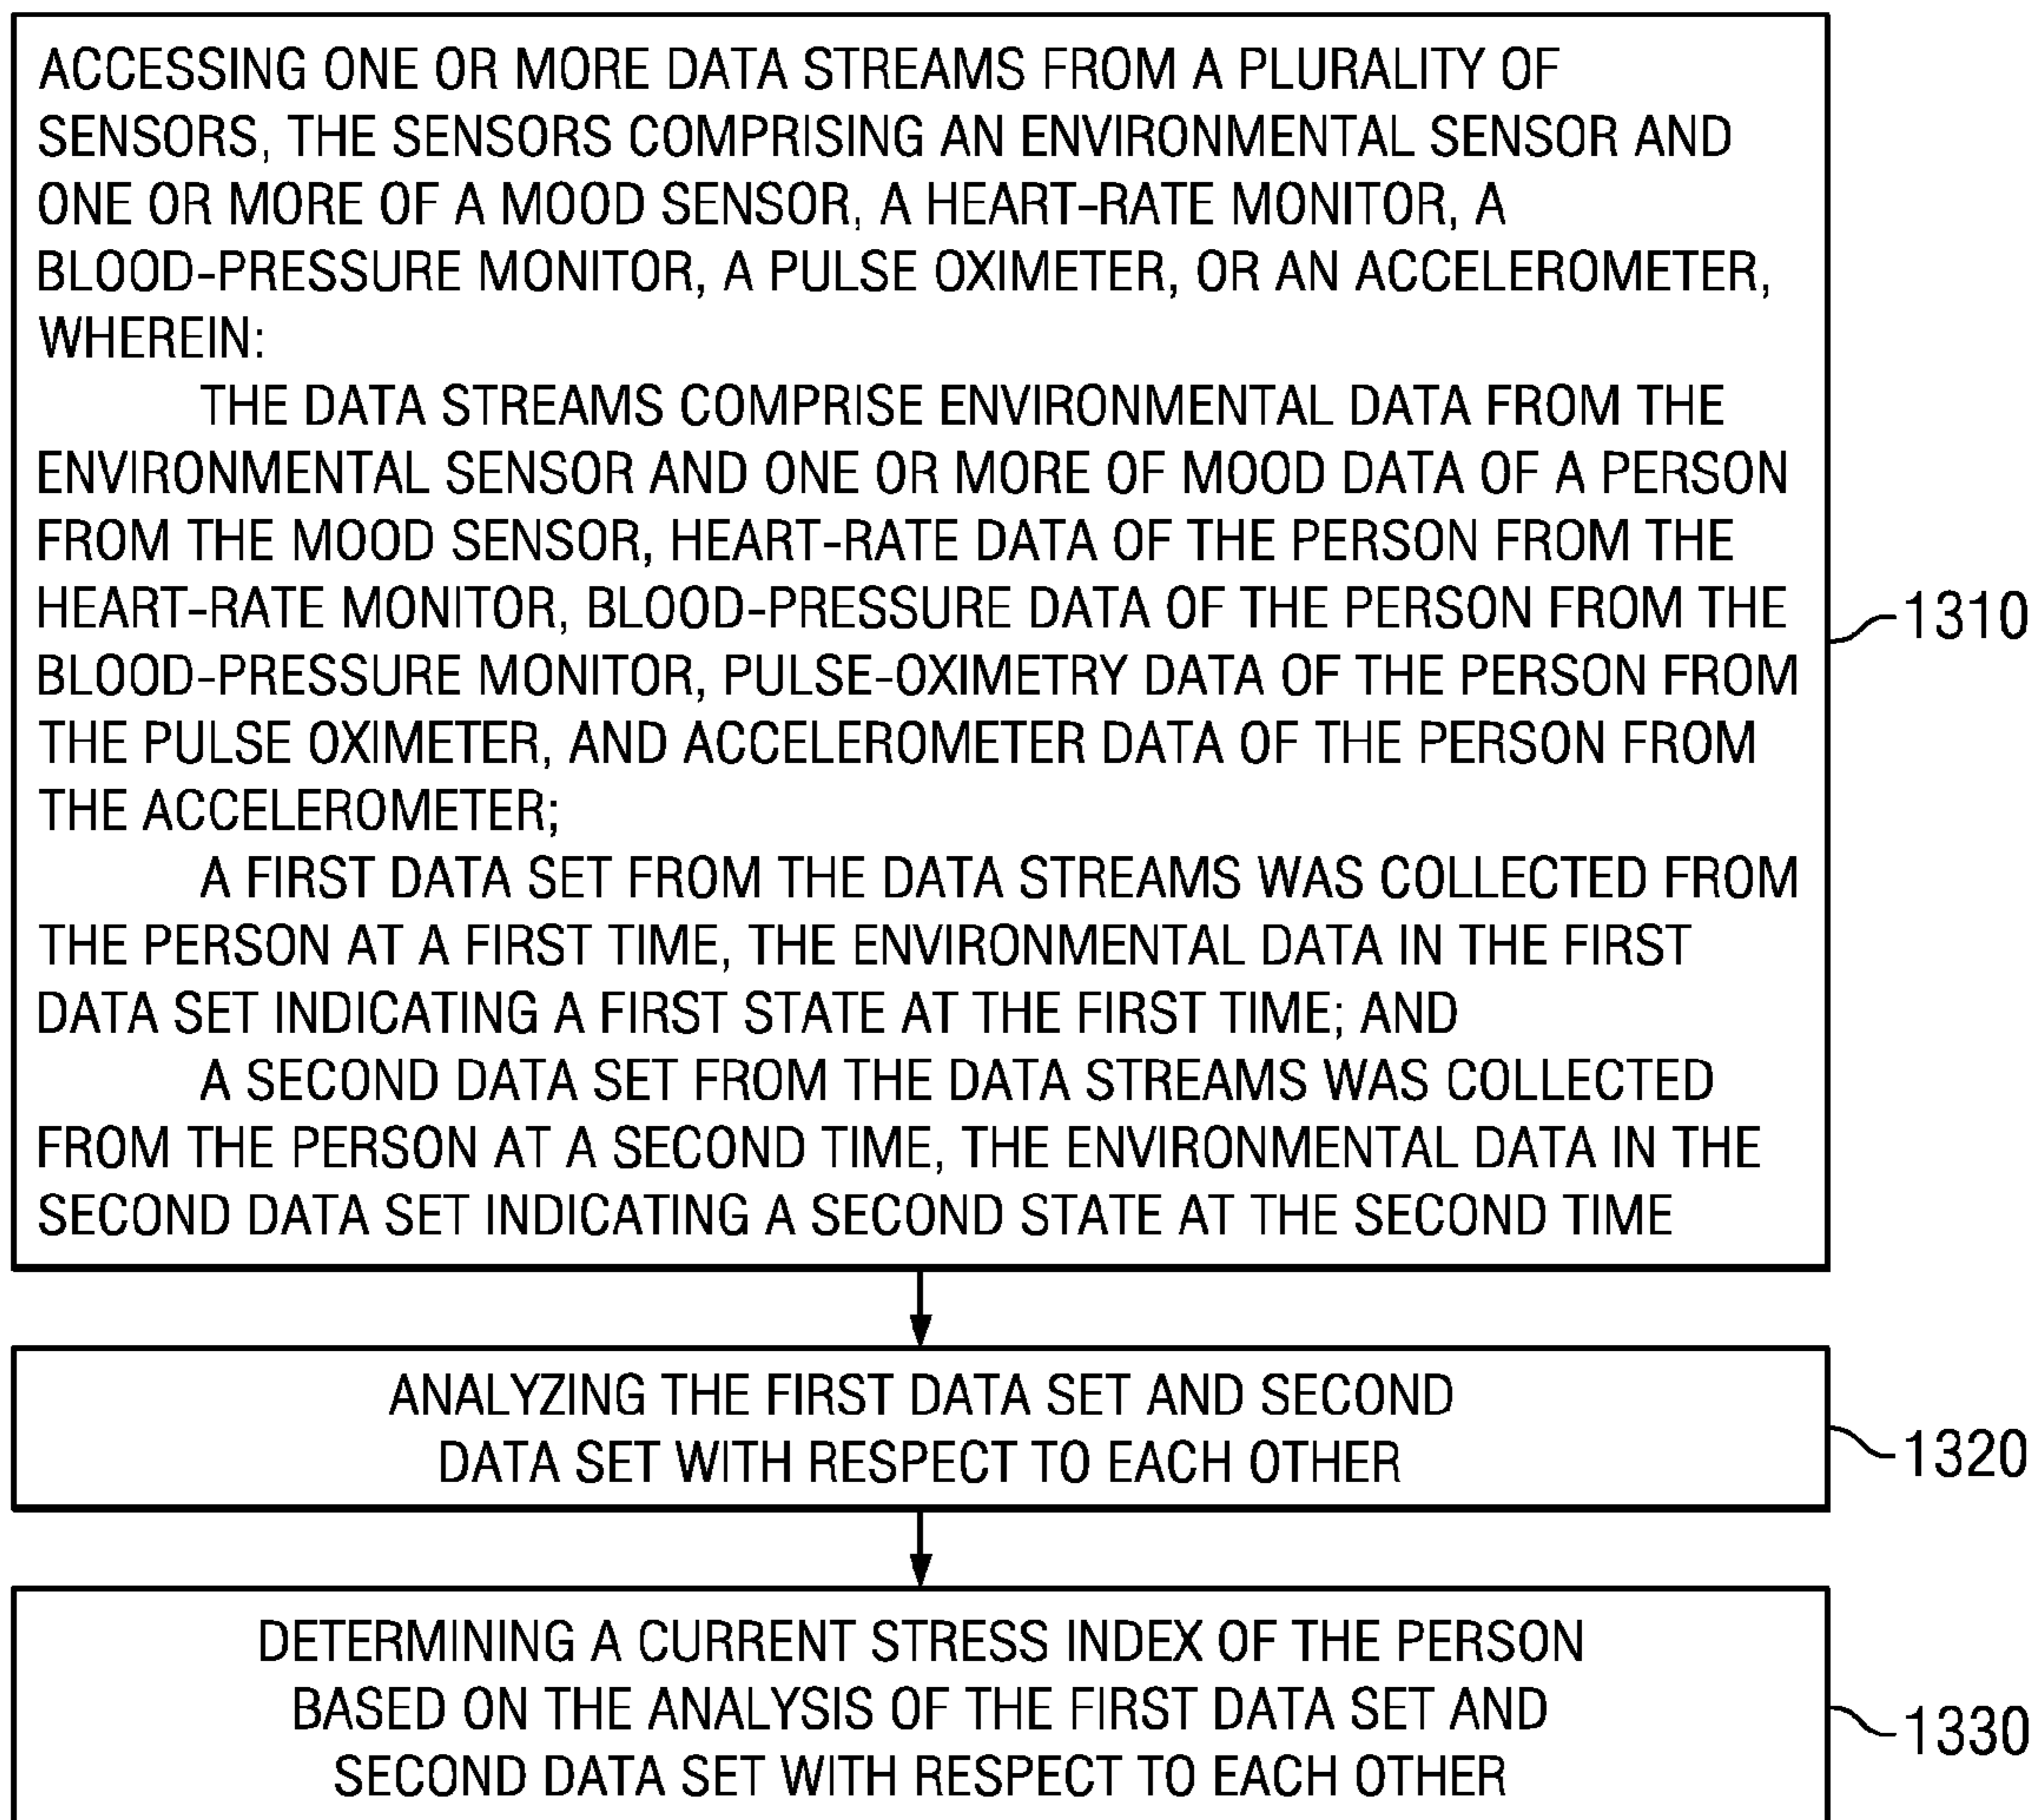 ACCESSING ONE OR MORE DATA STREAMS FROM A PLURALITY OF
SENSORS, THE SENSORS COMPRISING AN ENVIRONMENTAL SENSOR AND
ONE OR MORE OF A MOOD SENSOR, A HEART-RATE MONITOR, A
BLOOD-PRESSURE MONITOR, A PULSE OXIMETER, OR AN ACCELEROMETER,
WHEREIN:
THE DATA STREAMS COMPRISE ENVIRONMENTAL DATA FROM THE
ENVIRONMENTAL SENSOR AND ONE OR MORE OF MOOD DATA OF A PERSON
FROM THE MOOD SENSOR, HEART-RATE DATA OF THE PERSON FROM THE
HEART-RATE MONITOR, BLOOD-PRESSURE DATA OF THE PERSON FROM THE
BLOOD-PRESSURE MONITOR, PULSE-OXIMETRY DATA OF THE PERSON FROM
THE PULSE OXIMETER, AND ACCELEROMETER DATA OF THE PERSON FROM
THE ACCELEROMETER;
A FIRST DATA SET FROM THE DATA STREAMS WAS COLLECTED FROM
THE PERSON AT A FIRST TIME, THE ENVIRONMENTAL DATA IN THE FIRST
DATA SET INDICATING A FIRST STATE AT THE FIRST TIME; AND
A SECOND DATA SET FROM THE DATA STREAMS WAS COLLECTED
FROM THE PERSON AT A SECOND TIME, THE ENVIRONMENTAL DATA IN THE
SECOND DATA SET INDICATING A SECOND STATE AT THE SECOND TIME
1310
ANALYZING THE FIRST DATA SET AND SECOND
DATA SET WITH RESPECT TO EACH OTHER
1320
DETERMINING A CURRENT STRESS INDEX OF THE PERSON
BASED ON THE ANALYSIS OF THE FIRST DATA SET AND
SECOND DATA SET WITH RESPECT TO EACH OTHER
1330